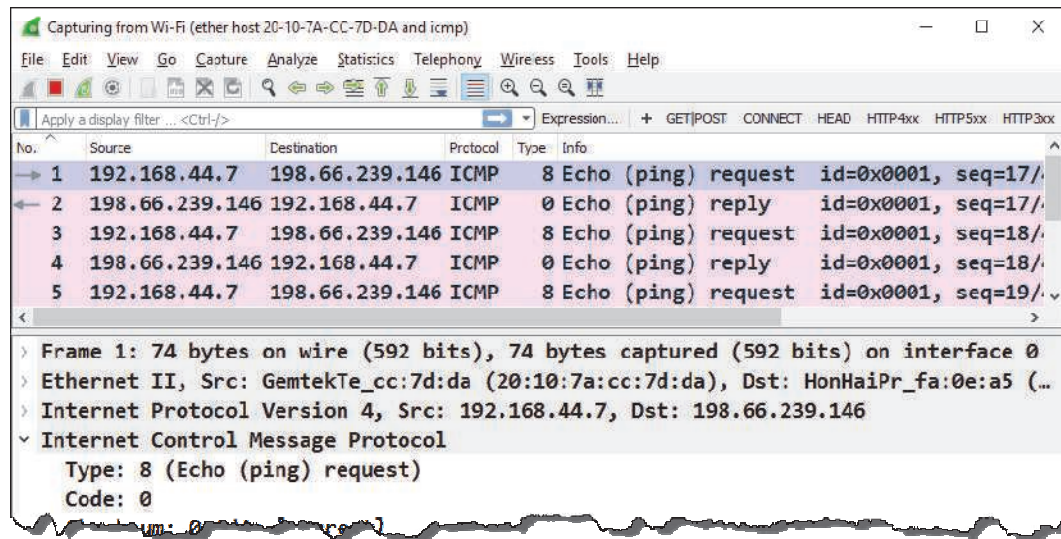 Capturing from Wi-Fi (ether host 20-10-7A-CC-7D-DA and icmp)
File Edit View Go Capture Analyze Statistics Telephony Wireless Tools Help
Apply a display filter ... <Ctrl-/> Expression... + GET|POST CONNECT HEAD HTTP4xx HTTP5xx HTTP3xx
No. Source Destination Protocol Type Info
1 192.168.44.7 198.66.239.146 ICMP 8 Echo (ping) request id=0x0001, seq=17/
2 198.66.239.146 192.168.44.7 ICMP 0 Echo (ping) reply id=0x0001, seq=17/
3 192.168.44.7 198.66.239.146 ICMP 8 Echo (ping) request id=0x0001, seq=18/
4 198.66.239.146 192.168.44.7 ICMP 0 Echo (ping) reply id=0x0001, seq=18/
5 192.168.44.7 198.66.239.146 ICMP 8 Echo (ping) request id=0x0001, seq=19/
Frame 1: 74 bytes on wire (592 bits), 74 bytes captured (592 bits) on interface 0
Ethernet II, Src: GemtekTe_cc:7d:da (20:10:7a:cc:7d:da), Dst: HonHaiPr_fa:0e:a5 (…
Internet Protocol Version 4, Src: 192.168.44.7, Dst: 198.66.239.146
Internet Control Message Protocol
Type: 8 (Echo (ping) request)
Code: 0